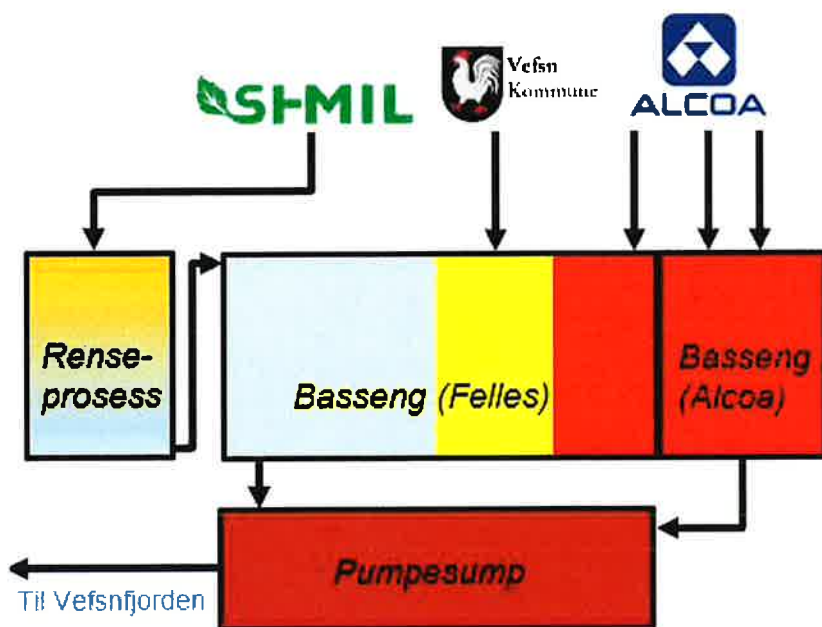 SHMIL
Vefsn
Kommune
ALCOA
Rense-
prosess
Basseng (Felles)
Basseng
(Alcoa)
Pumpesump
Til Vefsnfjorden